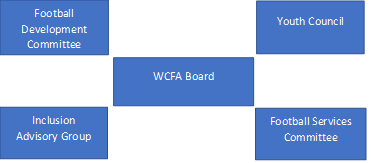 Football
Development
Committee
Youth Council
WCFA Board
Inclusion
Advisory Group
Football Services
Committee